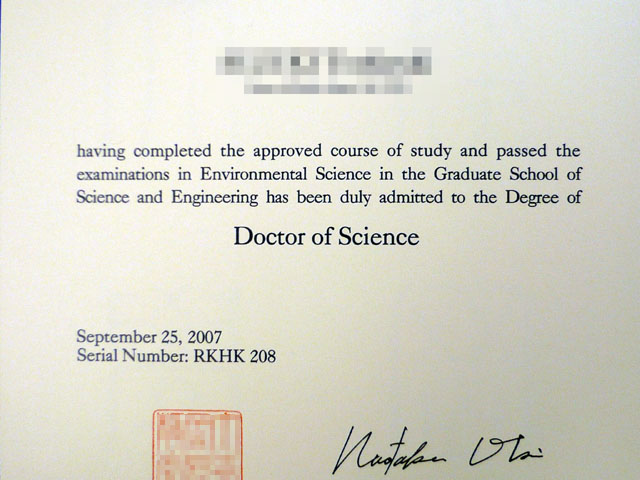 having completed the approved course of study and passed the
examinations in Environmental Science in the Graduate School of
Science and Engineering has been duly admitted to the Degree of
Doctor of Science
September 25, 2007
Serial Number: RKHK 208